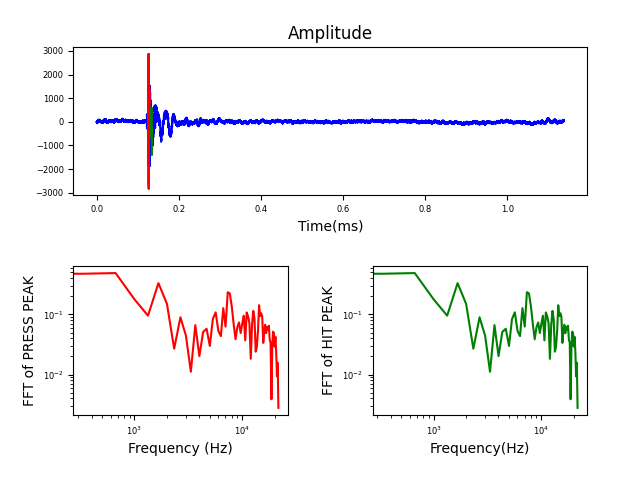 Amplitude
3000
2000
1000
0
−1000
−2000
−3000
0.0 0.2 0.4 0.6 0.8 1.0
Time(ms)
FFT of PRESS PEAK
10⁻¹
10⁻²
10³ 10⁴
Frequency (Hz)
FFT of HIT PEAK
10⁻¹
10⁻²
10³ 10⁴
Frequency(Hz)